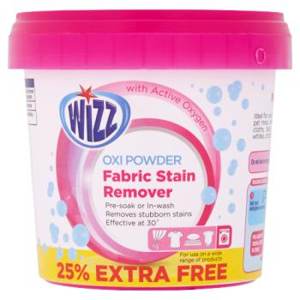 with Active Oxygen
WiZZ
OXI POWDER
Fabric Stain
Remover
Pre-soak or In-wash
Removes stubborn stains
Effective at 30°
For use on a wide
range of products
25% EXTRA FREE